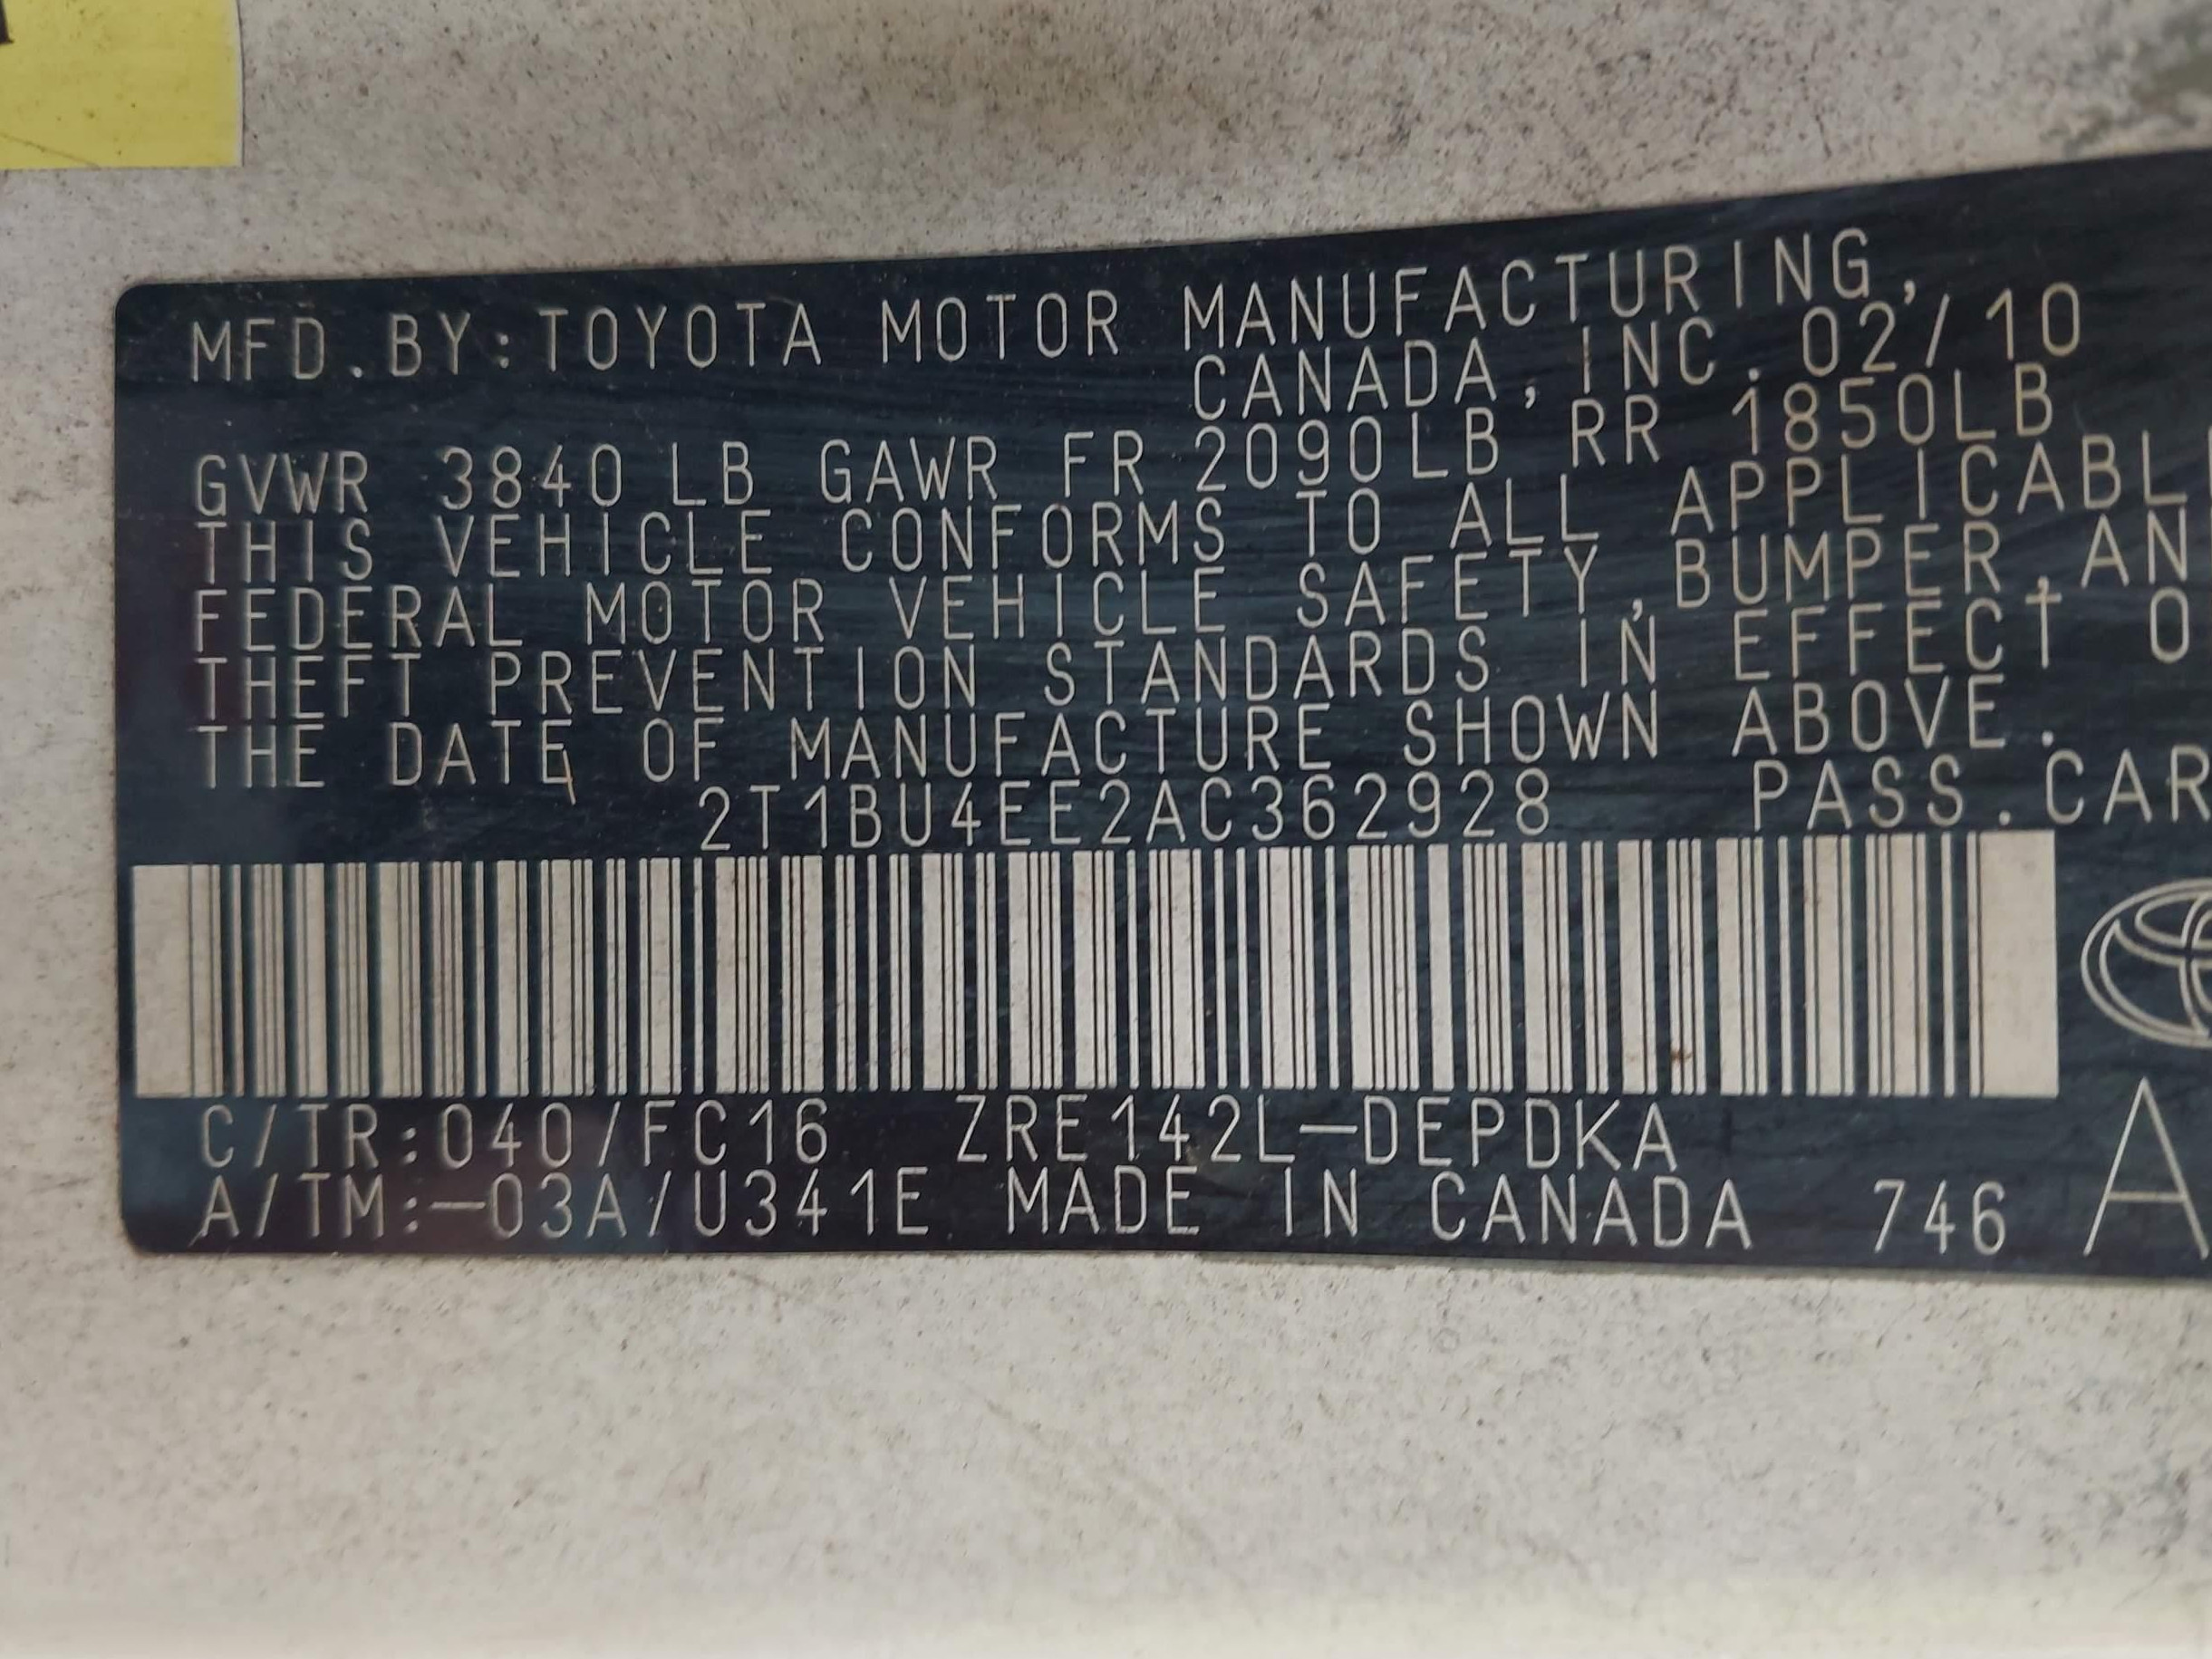 MFD.BY:TOYOTA MOTOR MANUFACTURING,
CANADA, INC. 02/10
GVWR 3840 LB GAWR FR 2090LB RR 1850LB
THIS VEHICLE CONFORMS TO ALL APPLICABL
FEDERAL MOTOR VEHICLE SAFETY,BUMPER,AN
THEFT PREVENTION STANDARDS IN EFFECT O
THE DATE OF MANUFACTURE SHOWN ABOVE.
2T1BU4EE2AC362928 PASS.CAR
C/TR:040/FC16 ZRE142L-DEPDKA
A/TM:-03A/U341E MADE IN CANADA 746 A